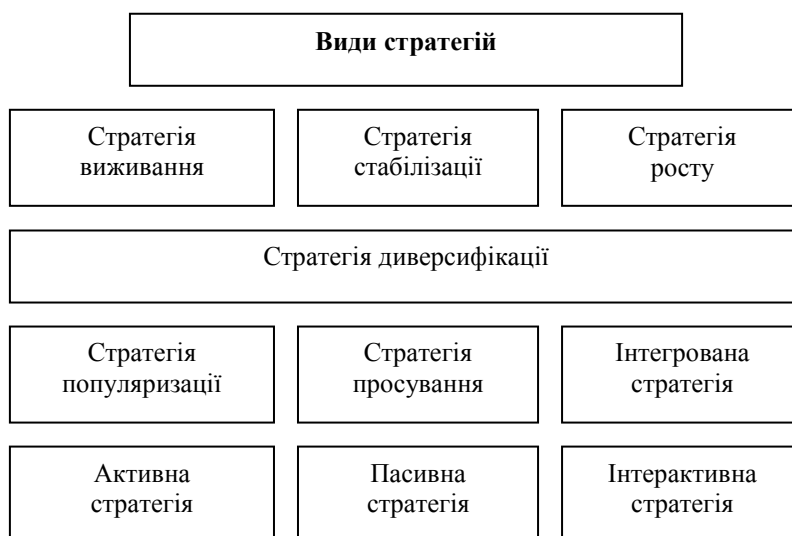 Види стратегій
Стратегія
виживання
Стратегія
стабілізації
Стратегія
росту
Стратегія диверсифікації
Стратегія
популяризації
Стратегія
просування
Інтегрована
стратегія
Активна
стратегія
Пасивна
стратегія
Інтерактивна
стратегія